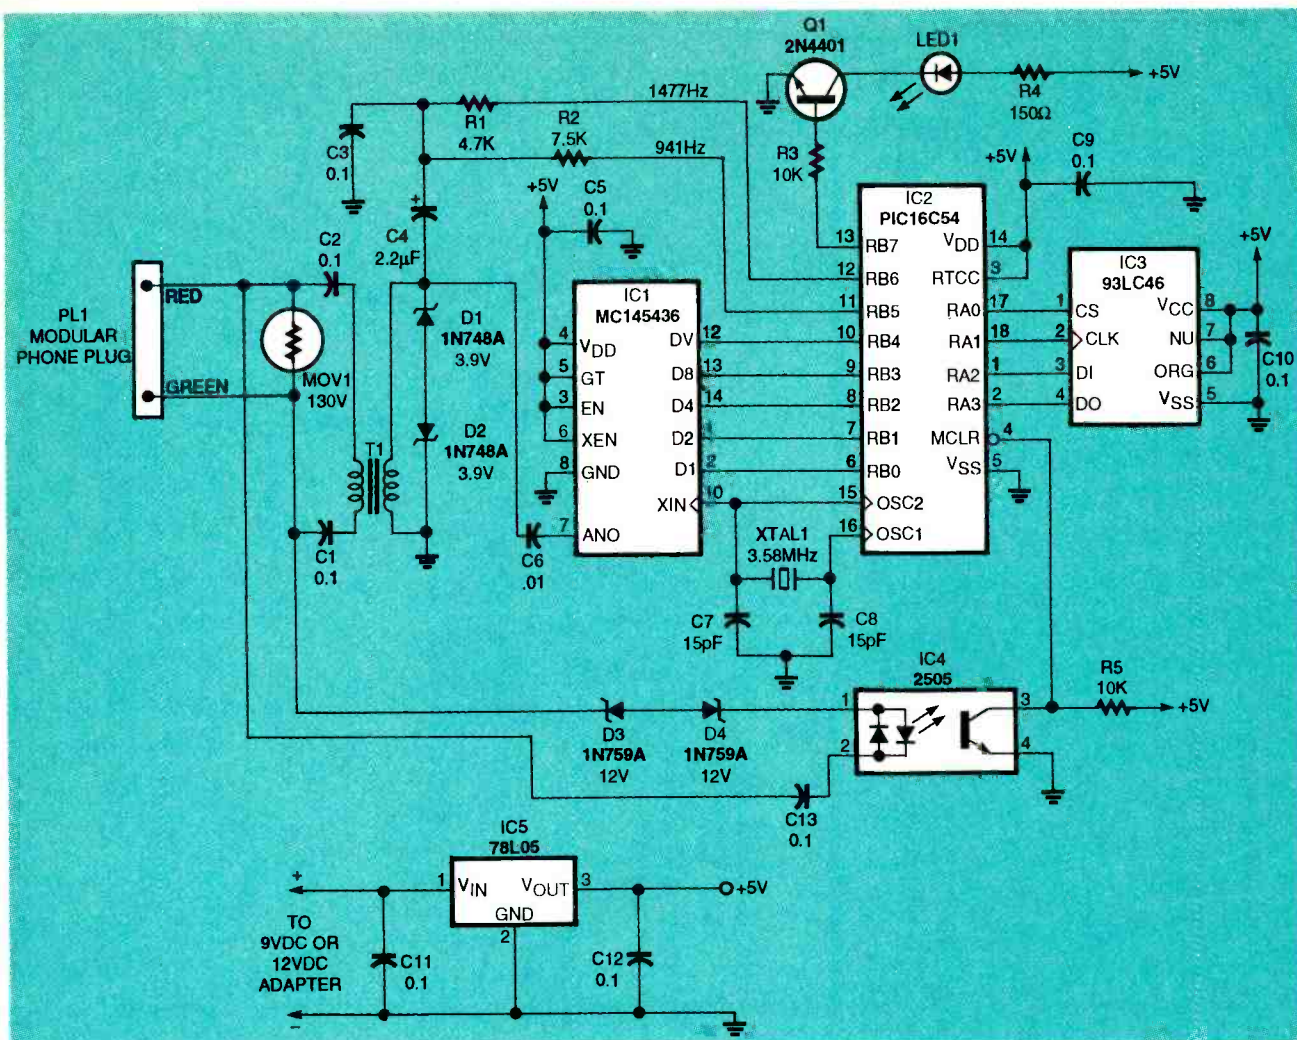 Q1
2N4401
LED1
+5V
R4
150Ω
1477Hz
R1
4.7K
R2
7.5K
941Hz
C3
0.1
R3
10K
+5V
C9
0.1
+5V
C5
0.1
+
C4
2.2µF
C2
0.1
PL1
MODULAR
PHONE PLUG
RED
GREEN
MOV1
130V
D1
1N748A
3.9V
D2
1N748A
3.9V
T1
C1
0.1
C6
.01
IC1
MC145436
4 VDD
5 GT
3 EN
6 XEN
8 GND
7 ANO
DV 12
D8 13
D4 14
D2 1
D1 2
XIN 10
IC2
PIC16C54
13 RB7
12 RB6
11 RB5
10 RB4
9 RB3
8 RB2
7 RB1
6 RB0
15 OSC2
16 OSC1
VDD 14
RTCC 3
RA0 17
RA1 18
RA2 1
RA3 2
MCLR 4
VSS 5
IC3
93LC46
1 CS
2 CLK
3 DI
4 DO
VCC 8
NU 7
ORG 6
VSS 5
+5V
C10
0.1
XTAL1
3.58MHz
C7
15pF
C8
15pF
IC4
2505
1
2
3
4
R5
10K
+5V
D3
1N759A
12V
D4
1N759A
12V
C13
0.1
IC5
78L05
1 VIN
VOUT 3
GND
2
+5V
+
TO
9VDC OR
12VDC
ADAPTER
–
C11
0.1
C12
0.1